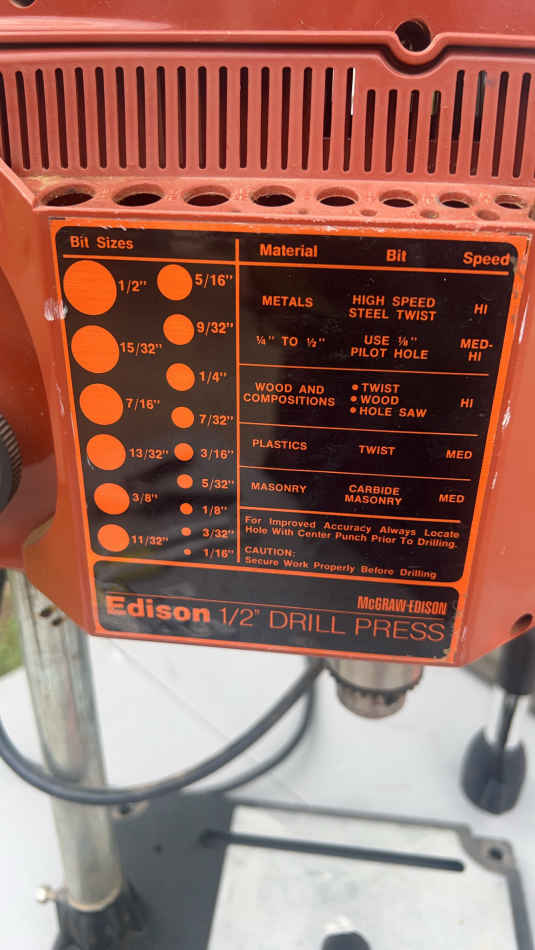 Bit Sizes
1/2"
15/32"
7/16"
13/32"
3/8"
11/32"
5/16"
9/32"
1/4"
7/32"
3/16"
5/32"
1/8"
3/32"
1/16"
Material Bit Speed
METALS HIGH SPEED STEEL TWIST HI
¼" TO ½" USE ⅛" PILOT HOLE MED-HI
WOOD AND COMPOSITIONS • TWIST • WOOD • HOLE SAW HI
PLASTICS TWIST MED
MASONRY CARBIDE MASONRY MED
For Improved Accuracy Always Locate
Hole With Center Punch Prior To Drilling.
CAUTION:
Secure Work Properly Before Drilling
McGRAW-EDISON
Edison 1/2" DRILL PRESS